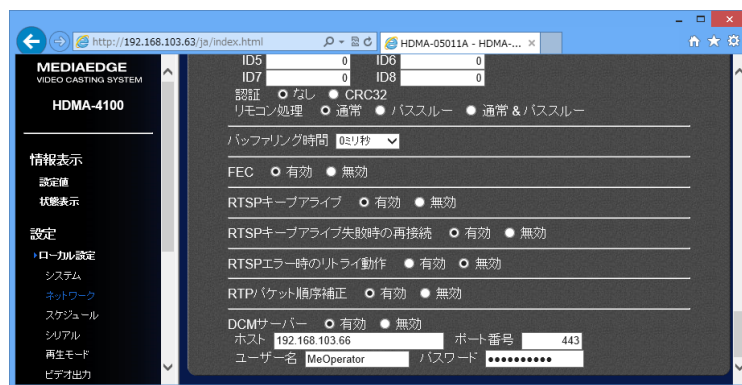 http://192.168.103.63/ja/index.html
HDMA-05011A - HDMA-...
MEDIAEDGE
VIDEO CASTING SYSTEM
HDMA-4100
情報表示
設定値
状態表示
設定
ローカル設定
システム
ネットワーク
スケジュール
シリアル
再生モード
ビデオ出力
ID5 0 ID6 0
ID7 0 ID8 0
認証 なし CRC32
リモコン処理 通常 パススルー 通常 & パススルー
バッファリング時間 0ミリ秒
FEC 有効 無効
RTSPキープアライブ 有効 無効
RTSPキープアライブ失敗時の再接続 有効 無効
RTSPエラー時のリトライ動作 有効 無効
RTPパケット順序補正 有効 無効
DCMサーバー 有効 無効
ホスト 192.168.103.66 ポート番号 443
ユーザー名 MeOperator パスワード ●●●●●●●●●●